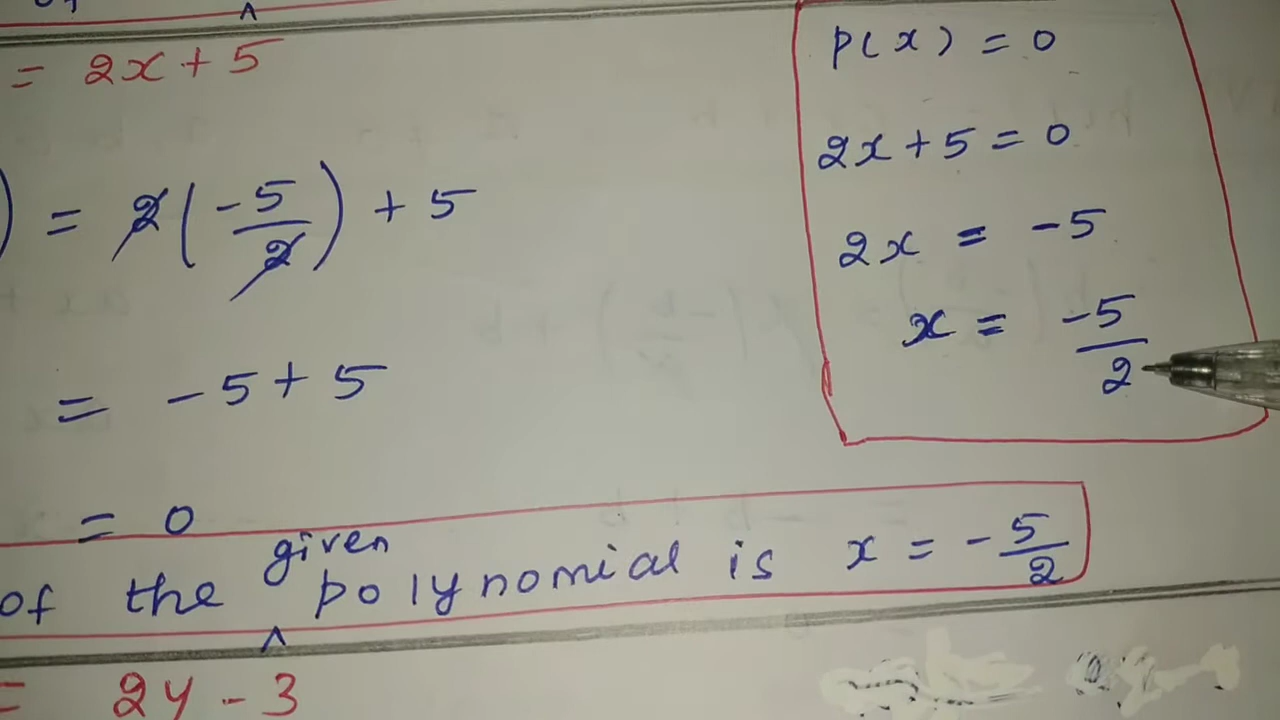 = 2x + 5
) = 2(-5/2) + 5
= -5 + 5
= 0
of the given polynomial is x = -5/2
= 2y - 3
p(x) = 0
2x + 5 = 0
2x = -5
x = -5/2